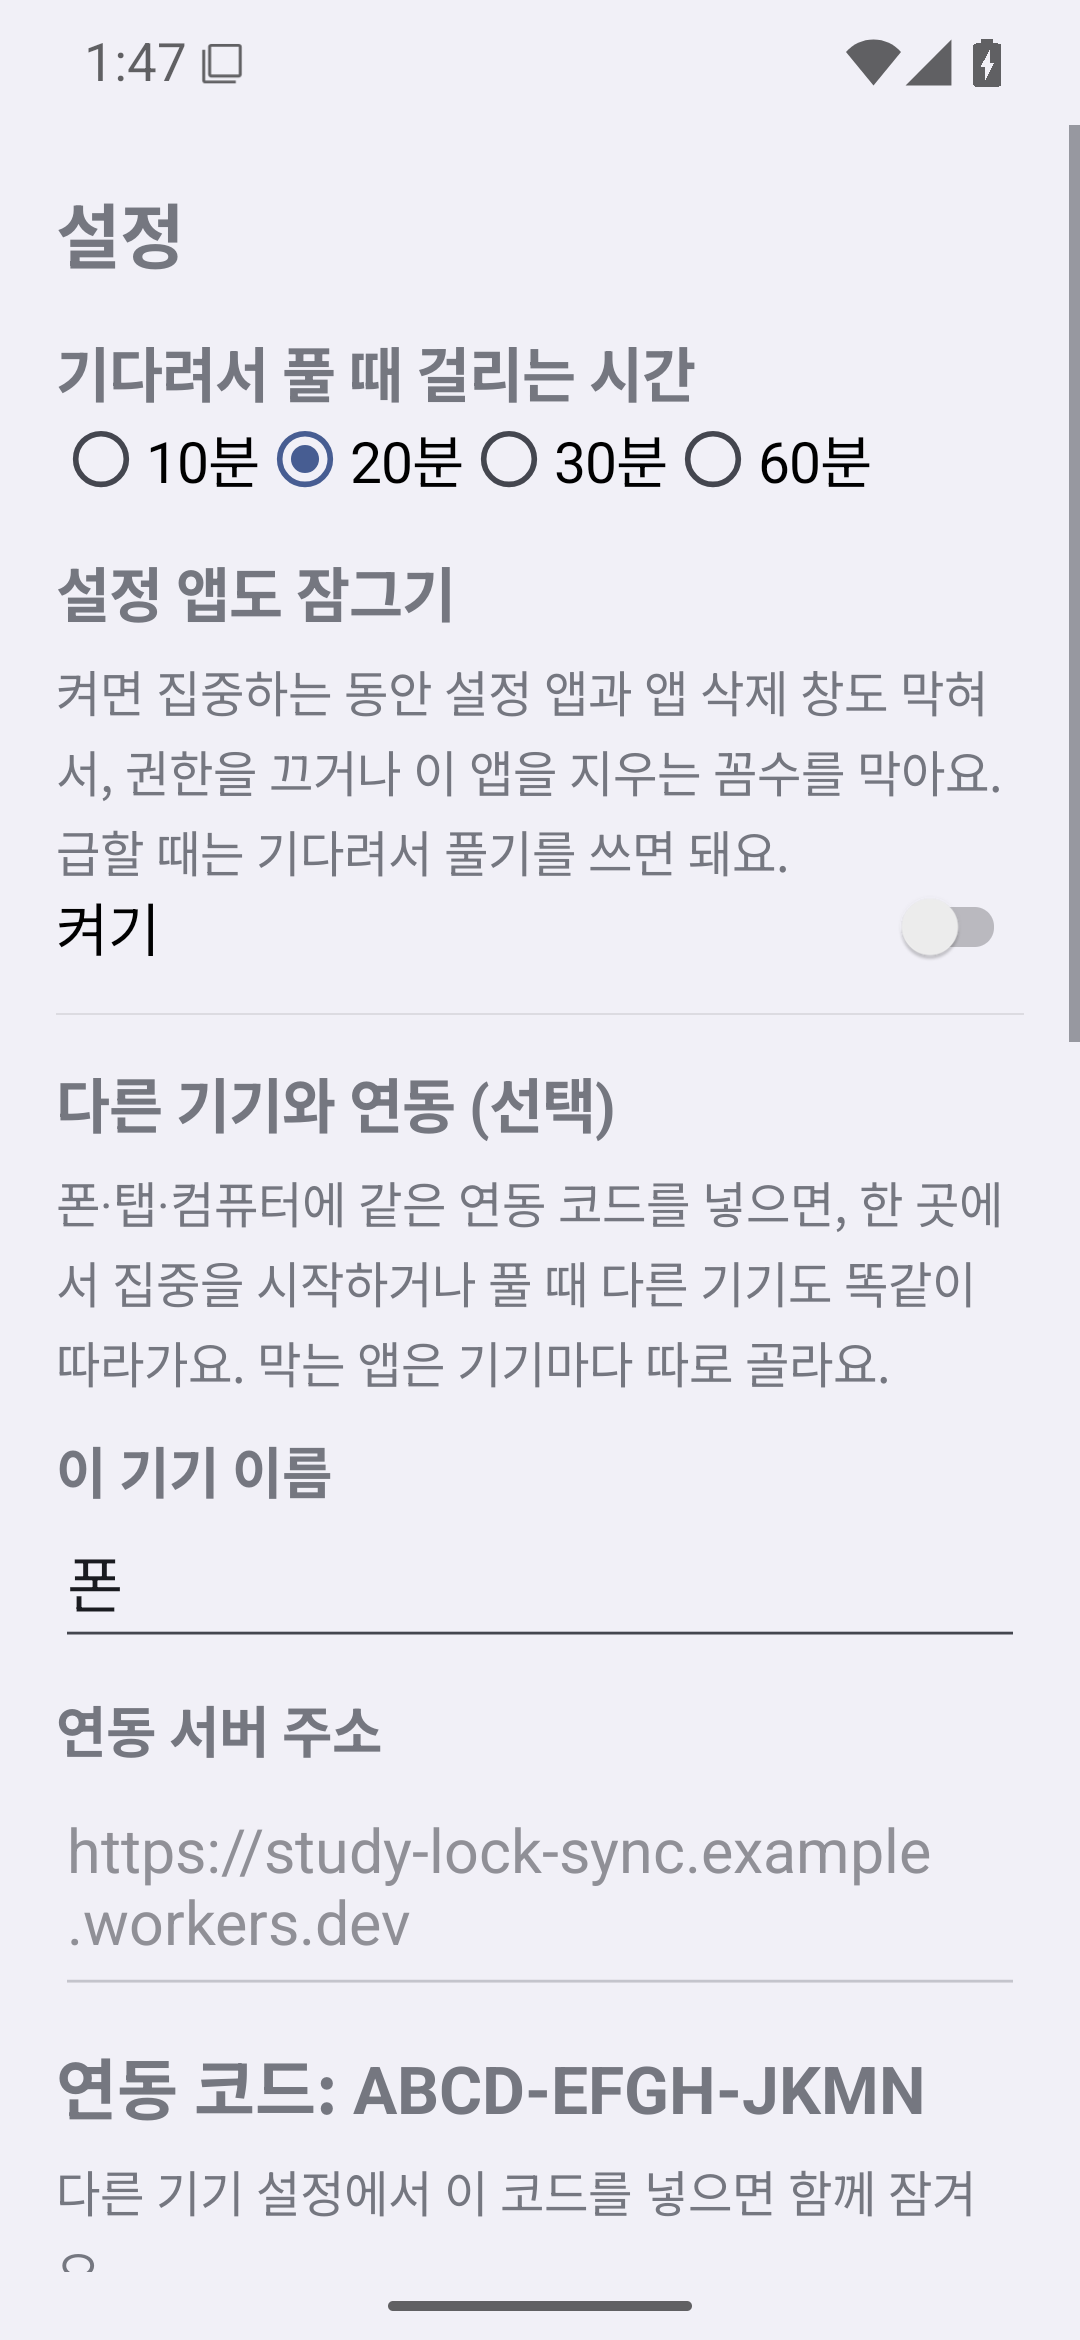 1:47
설정
기다려서 풀 때 걸리는 시간
10분 20분 30분 60분
설정 앱도 잠그기
켜면 집중하는 동안 설정 앱과 앱 삭제 창도 막혀
서, 권한을 끄거나 이 앱을 지우는 꼼수를 막아요.
급할 때는 기다려서 풀기를 쓰면 돼요.
켜기
다른 기기와 연동 (선택)
폰·탭·컴퓨터에 같은 연동 코드를 넣으면, 한 곳에
서 집중을 시작하거나 풀 때 다른 기기도 똑같이
따라가요. 막는 앱은 기기마다 따로 골라요.
이 기기 이름
폰
연동 서버 주소
https://study-lock-sync.example
.workers.dev
연동 코드: ABCD-EFGH-JKMN
다른 기기 설정에서 이 코드를 넣으면 함께 잠겨